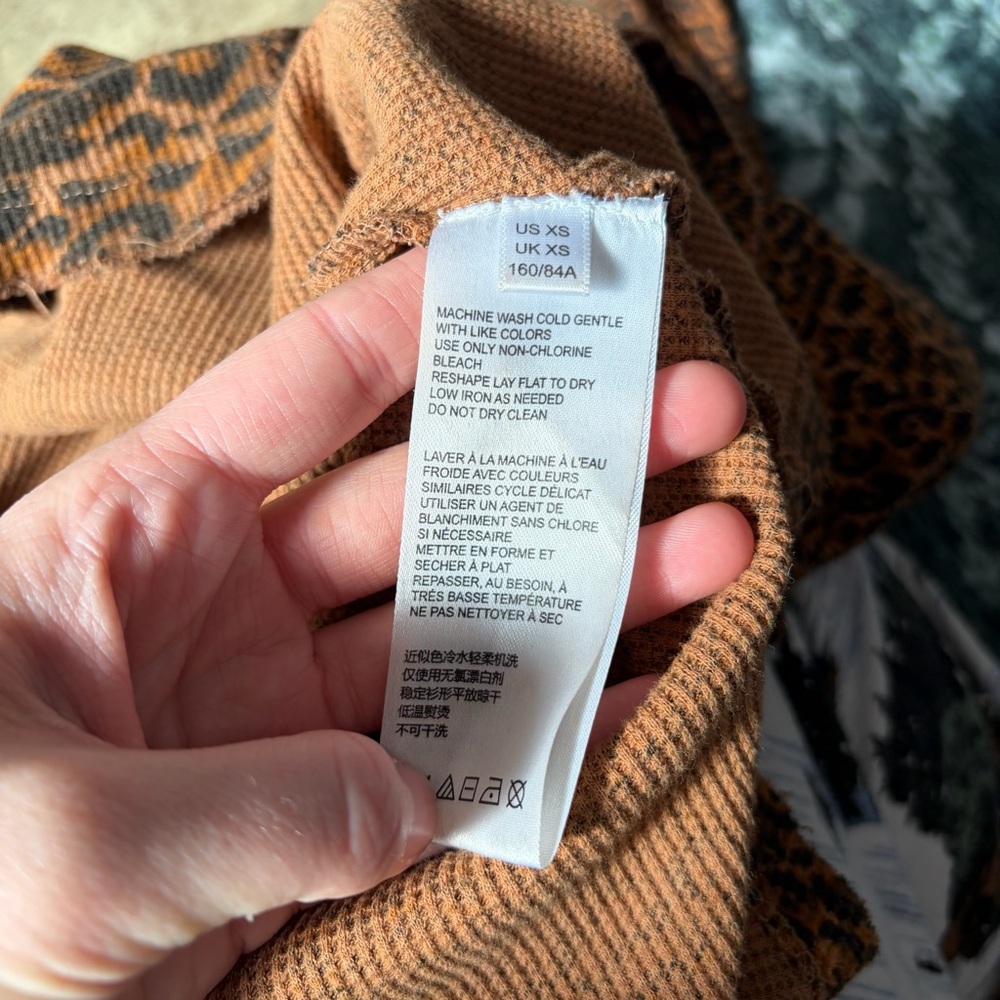 US XS
UK XS
160/84A
MACHINE WASH COLD GENTLE
WITH LIKE COLORS
USE ONLY NON-CHLORINE
BLEACH
RESHAPE LAY FLAT TO DRY
LOW IRON AS NEEDED
DO NOT DRY CLEAN
LAVER À LA MACHINE À L'EAU
FROIDE AVEC COULEURS
SIMILAIRES CYCLE DÉLICAT
UTILISER UN AGENT DE
BLANCHIMENT SANS CHLORE
SI NÉCESSAIRE
METTRE EN FORME ET
SECHER À PLAT
REPASSER, AU BESOIN, À
TRÉS BASSE TEMPÉRATURE
NE PAS NETTOYER À SEC
近似色冷水轻柔机洗
仅使用无氯漂白剂
稳定衫形平放晾干
低温熨烫
不可干洗